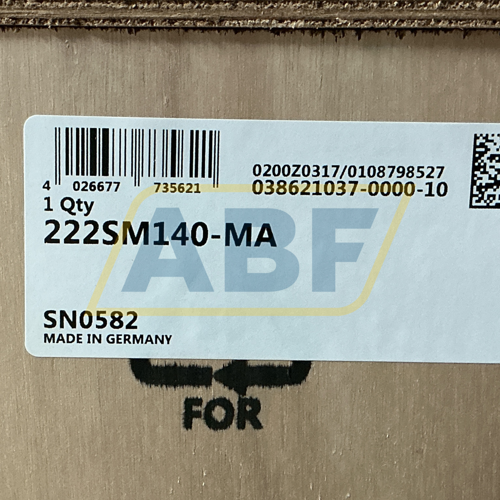 4 026677 735621
0200Z0317/0108798527
038621037-0000-10
1 Qty
222SM140-MA
ABF
SN0582
MADE IN GERMANY
FOR